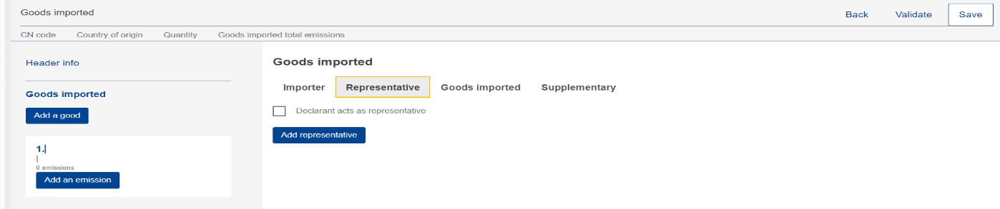 Goods imported
Back Validate Save
CN code Country of origin Quantity Goods imported total emissions
Header info
Goods imported
Add a good
1.
0 emissions
Add an emission
Goods imported
Importer Representative Goods imported Supplementary
Declarant acts as representative
Add representative